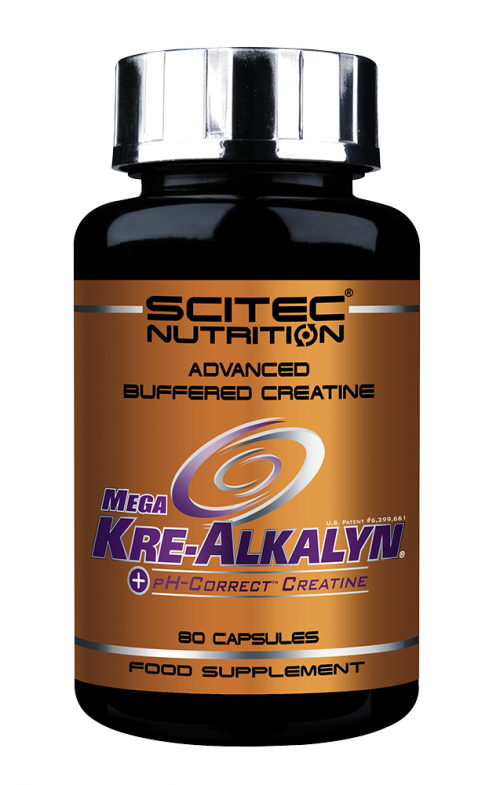 SCITEC®
NUTRITION
ADVANCED
BUFFERED CREATINE
MEGA
U.S. PATENT #6,399,661
KRE-ALKALYN®
+ pH-CORRECT™ CREATINE
80 CAPSULES
FOOD SUPPLEMENT